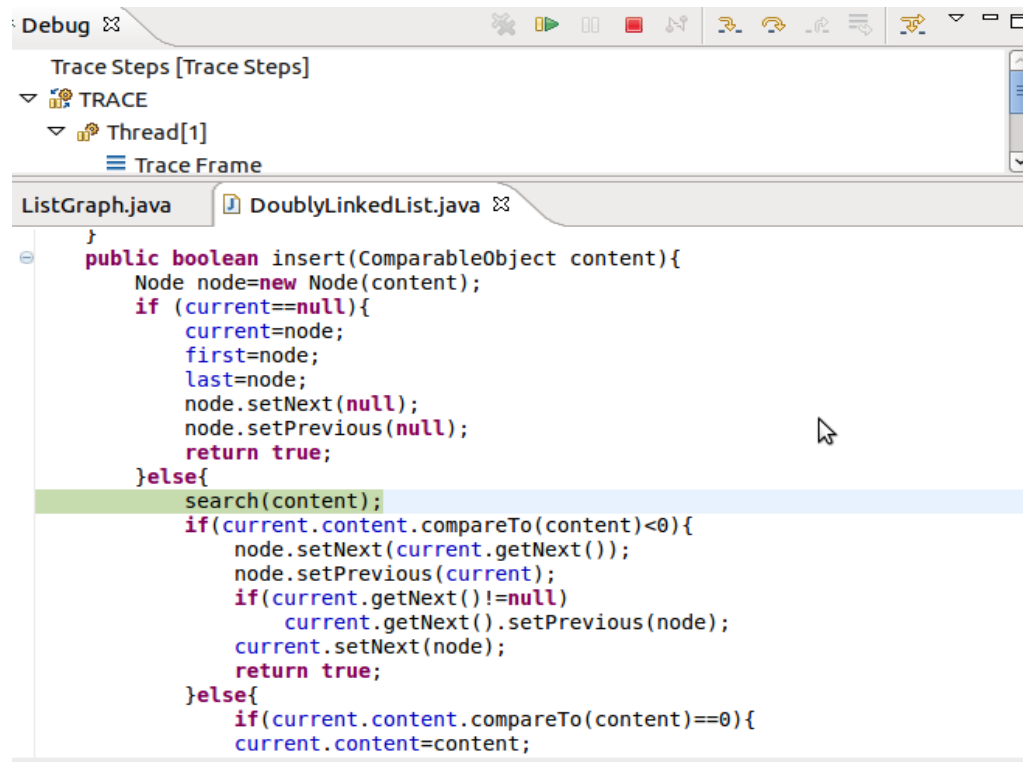 Debug
Trace Steps [Trace Steps]
TRACE
Thread[1]
Trace Frame
ListGraph.java DoublyLinkedList.java
}
public boolean insert(ComparableObject content){
Node node=new Node(content);
if (current==null){
current=node;
first=node;
last=node;
node.setNext(null);
node.setPrevious(null);
return true;
}else{
search(content);
if(current.content.compareTo(content)<0){
node.setNext(current.getNext());
node.setPrevious(current);
if(current.getNext()!=null)
current.getNext().setPrevious(node);
current.setNext(node);
return true;
}else{
if(current.content.compareTo(content)==0){
current.content=content;